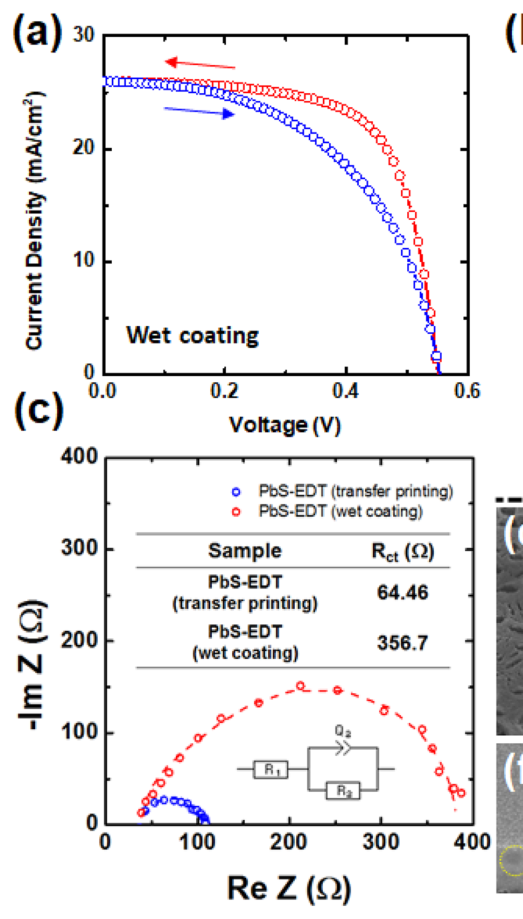 (a)
30
20
10
0
Current Density (mA/cm²)
Wet coating
0.0
0.2
0.4
0.6
Voltage (V)
(c)
400
300
200
150
100
0
-Im Z (Ω)
PbS-EDT (transfer printing)
PbS-EDT (wet coating)
Sample Rct (Ω)
PbS-EDT
(transfer printing) 64.46
PbS-EDT
(wet coating) 356.7
Q2
R1
R2
0 100 200 300 400
Re Z (Ω)